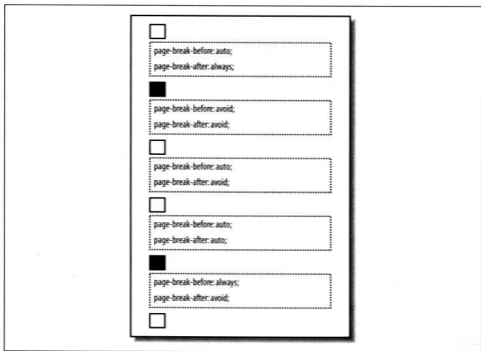 page-break-before: auto;
page-break-after: always;
page-break-before: avoid;
page-break-after: avoid;
page-break-before: auto;
page-break-after: avoid;
page-break-before: auto;
page-break-after: auto;
page-break-before: always;
page-break-after: avoid;